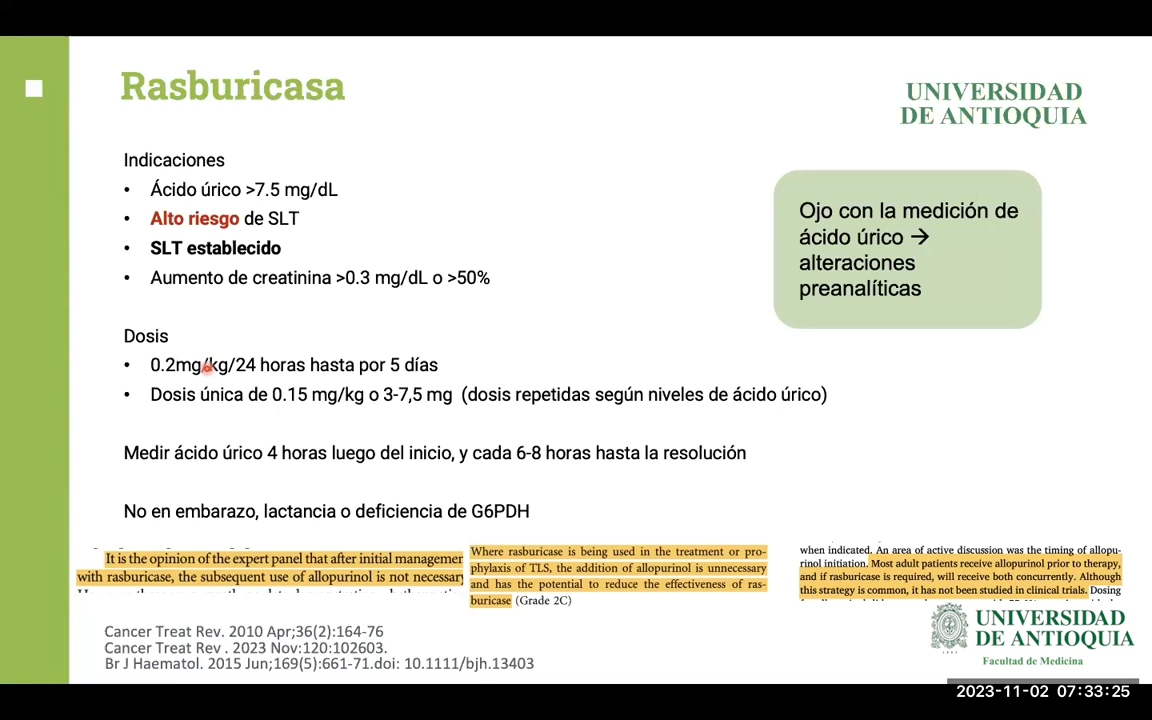 Rasburicasa
UNIVERSIDAD
DE ANTIOQUIA
Indicaciones
• Ácido úrico >7.5 mg/dL
• Alto riesgo de SLT
• SLT establecido
• Aumento de creatinina >0.3 mg/dL o >50%
Ojo con la medición de
ácido úrico →
alteraciones
preanalíticas
Dosis
• 0.2mg/kg/24 horas hasta por 5 días
• Dosis única de 0.15 mg/kg o 3-7,5 mg (dosis repetidas según niveles de ácido úrico)
Medir ácido úrico 4 horas luego del inicio, y cada 6-8 horas hasta la resolución
No en embarazo, lactancia o deficiencia de G6PDH
It is the opinion of the expert panel that after initial managemen
with rasburicase, the subsequent use of allopurinol is not necessary
Where rasburicase is being used in the treatment or pro-
phylaxis of TLS, the addition of allopurinol is unnecessary
and has the potential to reduce the effectiveness of ras-
buricase (Grade 2C)
when indicated. An area of active discussion was the timing of allopu-
rinol initiation. Most adult patients receive allopurinol prior to therapy,
and if rasburicase is required, will receive both concurrently. Although
this strategy is common, it has not been studied in clinical trials. Dosing
Cancer Treat Rev. 2010 Apr;36(2):164-76
Cancer Treat Rev . 2023 Nov:120:102603.
Br J Haematol. 2015 Jun;169(5):661-71.doi: 10.1111/bjh.13403
UNIVERSIDAD
DE ANTIOQUIA
Facultad de Medicina
2023-11-02 07:33:25